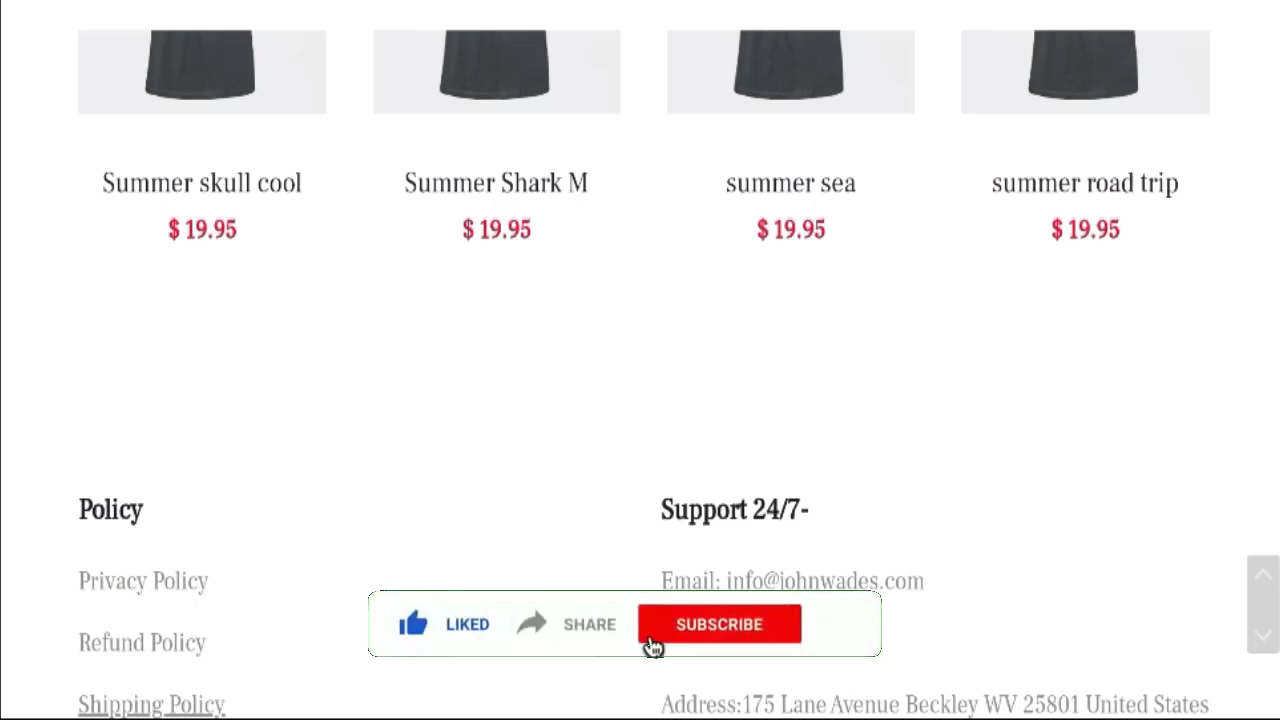 Summer skull cool
$ 19.95
Summer Shark M
$ 19.95
summer sea
$ 19.95
summer road trip
$ 19.95
Policy
Privacy Policy
Refund Policy
Shipping Policy
Support 24/7-
Email: info@johnwades.com
Address:175 Lane Avenue Beckley WV 25801 United States
LIKED
SHARE
SUBSCRIBE